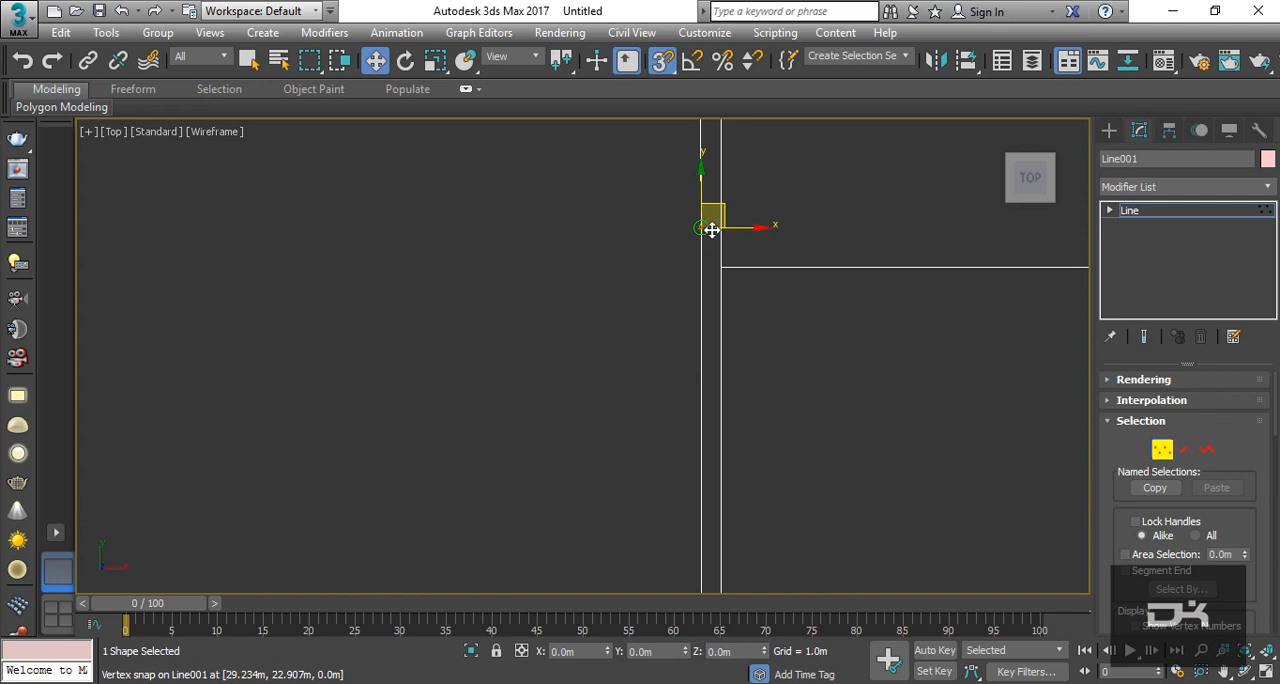 3 Workspace: Default Autodesk 3ds Max 2017 Untitled Type a keyword or phrase Sign In
MAX Edit Tools Group Views Create Modifiers Animation Graph Editors Rendering Civil View Customize Scripting Content Help
All View 3 Create Selection Se
Modeling Freeform Selection Object Paint Populate
Polygon Modeling
[+] [Top] [Standard] [Wireframe]
y
TOP
x
Line001
Modifier List
Line
Rendering
Interpolation
Selection
Named Selections:
Copy Paste
Lock Handles
Alike All
Area Selection: 0.0m
Segment End
Select By...
Display
Show Vertex Numbers
DK
< 0 / 100 >
0 5 10 15 20 25 30 35 40 45 50 55 60 65 70 75 80 85 90 95 100
1 Shape Selected X: 0.0m Y: 0.0m Z: 0.0m Grid = 1.0m Auto Key Selected
Welcome to M Vertex snap on Line001 at [29.234m, 22.907m, 0.0m] Add Time Tag Set Key Key Filters... 0